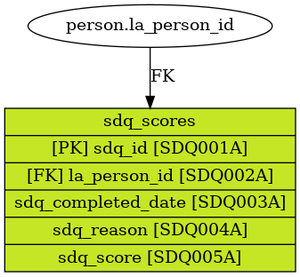 person.la_person_id
FK
sdq_scores
[PK] sdq_id [SDQ001A]
[FK] la_person_id [SDQ002A]
sdq_completed_date [SDQ003A]
sdq_reason [SDQ004A]
sdq_score [SDQ005A]